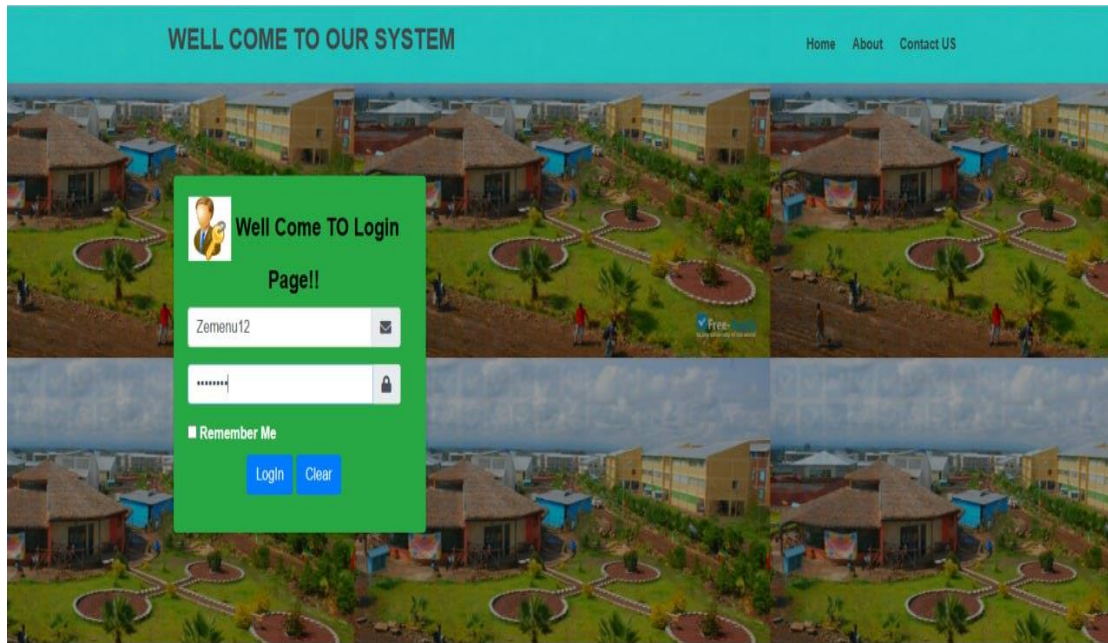 WELL COME TO OUR SYSTEM
Home About Contact US
Well Come TO Login
Page!!
Zemenu12
Remember Me
LogIn Clear
Free-